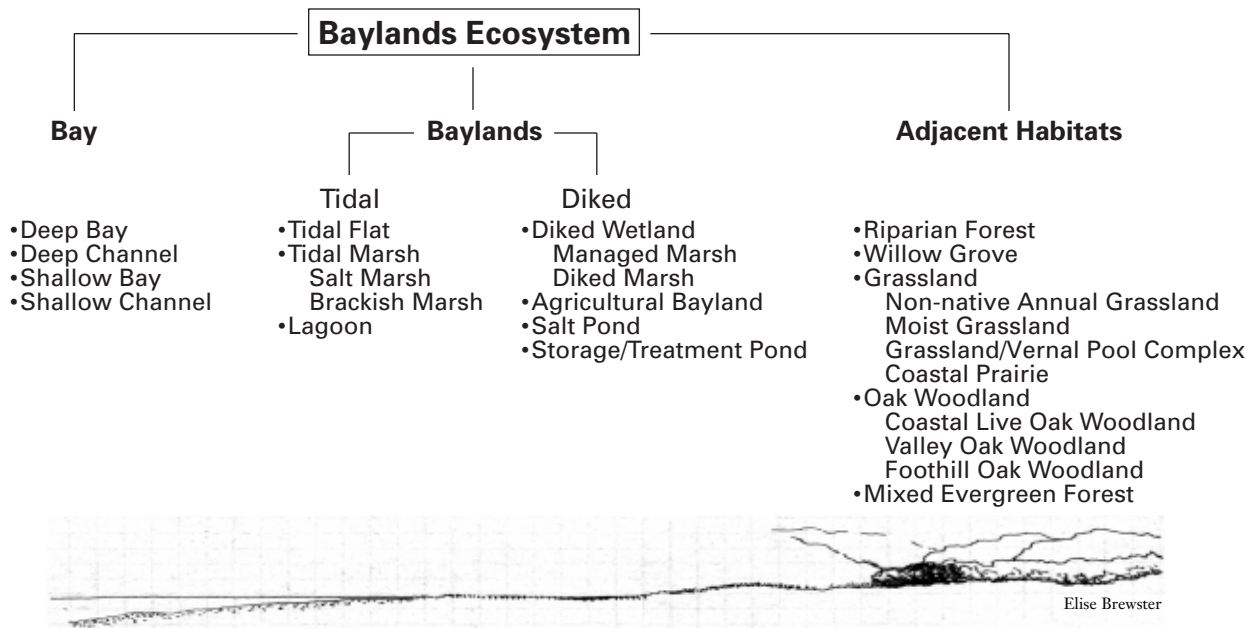 Baylands Ecosystem
Bay
•Deep Bay
•Deep Channel
•Shallow Bay
•Shallow Channel
Baylands
Tidal
•Tidal Flat
•Tidal Marsh
Salt Marsh
Brackish Marsh
•Lagoon
Diked
•Diked Wetland
Managed Marsh
Diked Marsh
•Agricultural Bayland
•Salt Pond
•Storage/Treatment Pond
Adjacent Habitats
•Riparian Forest
•Willow Grove
•Grassland
Non-native Annual Grassland
Moist Grassland
Grassland/Vernal Pool Complex
Coastal Prairie
•Oak Woodland
Coastal Live Oak Woodland
Valley Oak Woodland
Foothill Oak Woodland
•Mixed Evergreen Forest
Elise Brewster